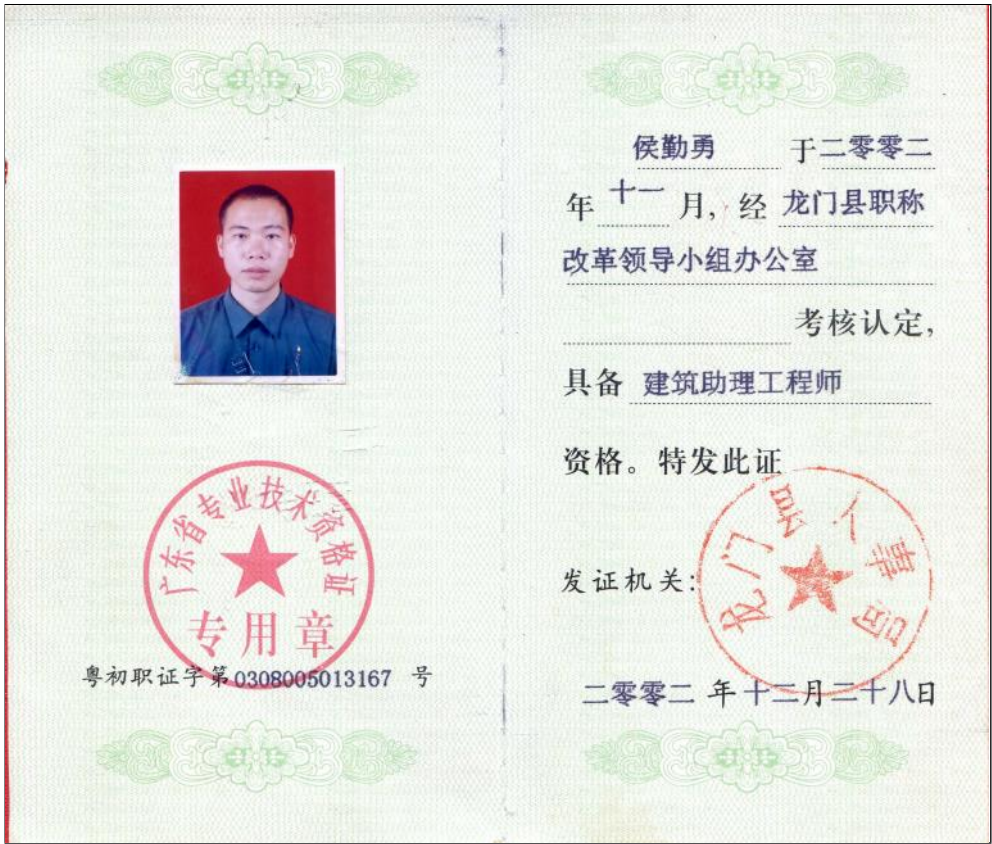 广东省专业技术资格证
专用章
粤初职证字第0308005013167 号
侯勤勇 于二零零二
年 十一 月, 经 龙门县职称
改革领导小组办公室
考核认定,
具备 建筑助理工程师
资格。特发此证
发证机关:
龙门县人事局
二零零二 年十二月二十八日